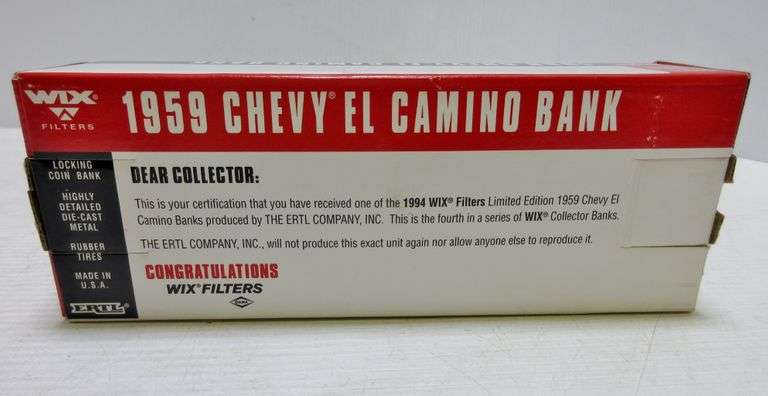 WIX®
FILTERS
1959 CHEVY® EL CAMINO BANK
LOCKING
COIN BANK
HIGHLY
DETAILED
DIE-CAST
METAL
RUBBER
TIRES
MADE IN
U.S.A.
ERTL®
DEAR COLLECTOR:
This is your certification that you have received one of the 1994 WIX® Filters Limited Edition 1959 Chevy El
Camino Banks produced by THE ERTL COMPANY, INC. This is the fourth in a series of WIX® Collector Banks.
THE ERTL COMPANY, INC., will not produce this exact unit again nor allow anyone else to reproduce it.
CONGRATULATIONS
WIX® FILTERS
DANA